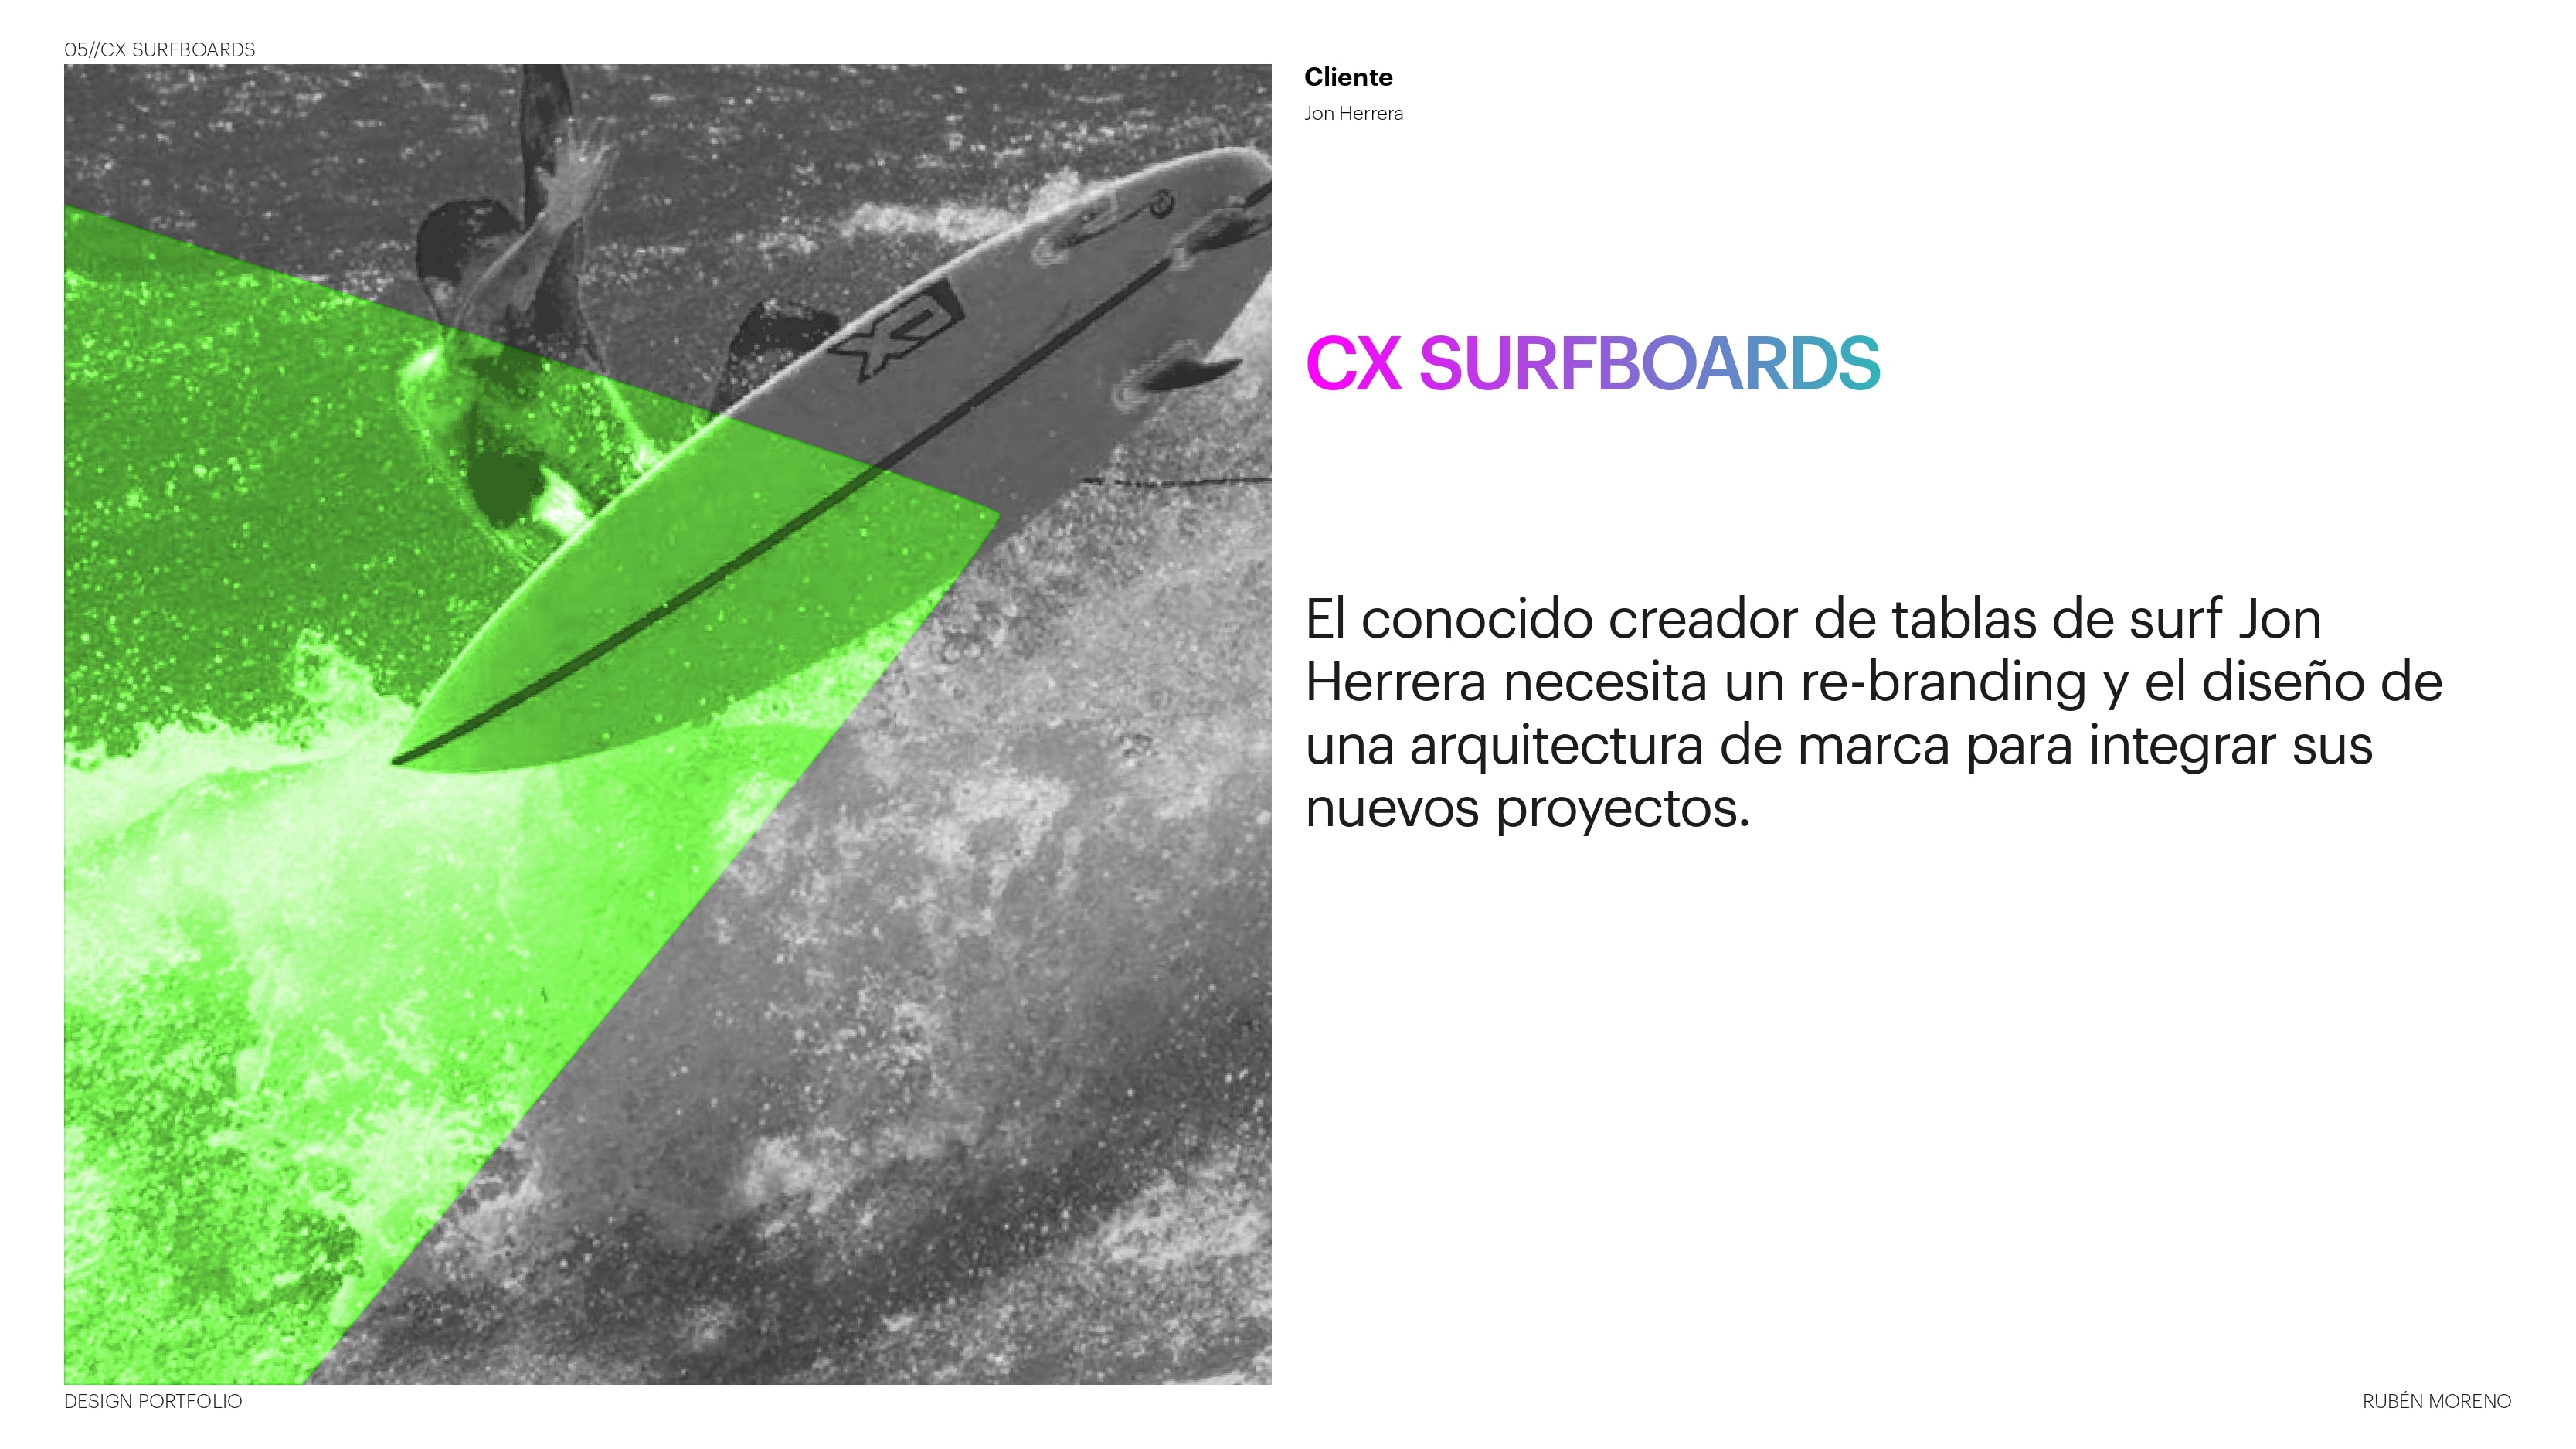 05//CX SURFBOARDS
Cliente
Jon Herrera
CX
CX SURFBOARDS
El conocido creador de tablas de surf Jon
Herrera necesita un re-branding y el diseño de
una arquitectura de marca para integrar sus
nuevos proyectos.
DESIGN PORTFOLIO
RUBÉN MORENO